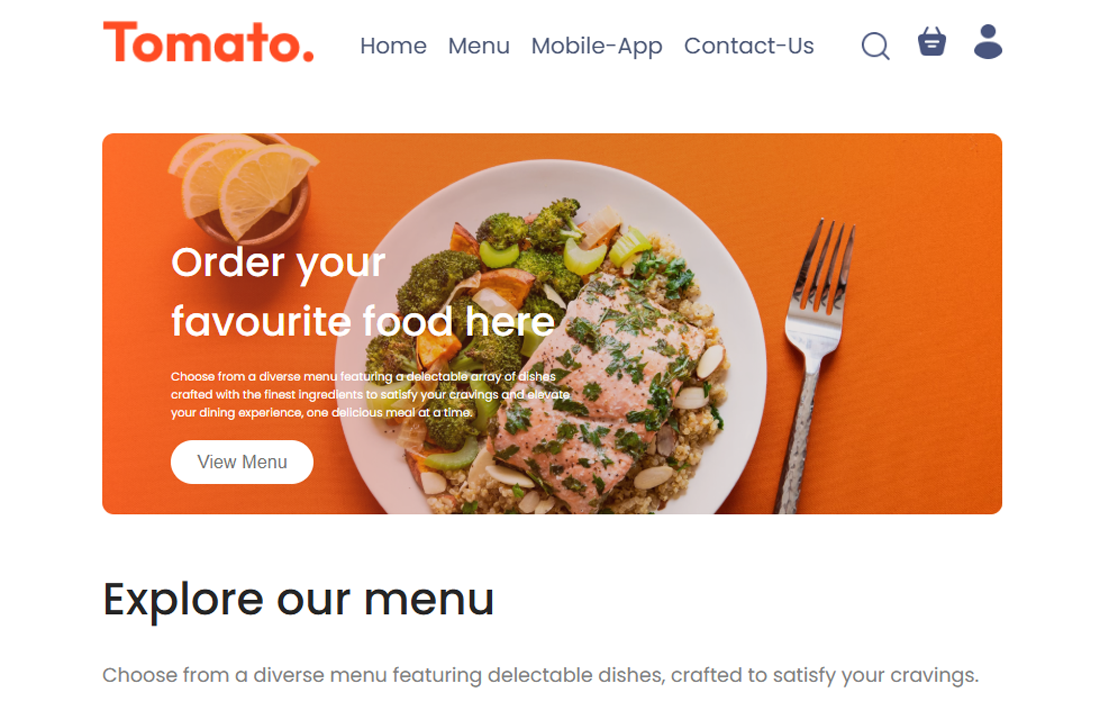 Tomato.
Home Menu Mobile-App Contact-Us
Order your
favourite food here
Choose from a diverse menu featuring a delectable array of dishes
crafted with the finest ingredients to satisfy your cravings and elevate
your dining experience, one delicious meal at a time.
View Menu
Explore our menu
Choose from a diverse menu featuring delectable dishes, crafted to satisfy your cravings.